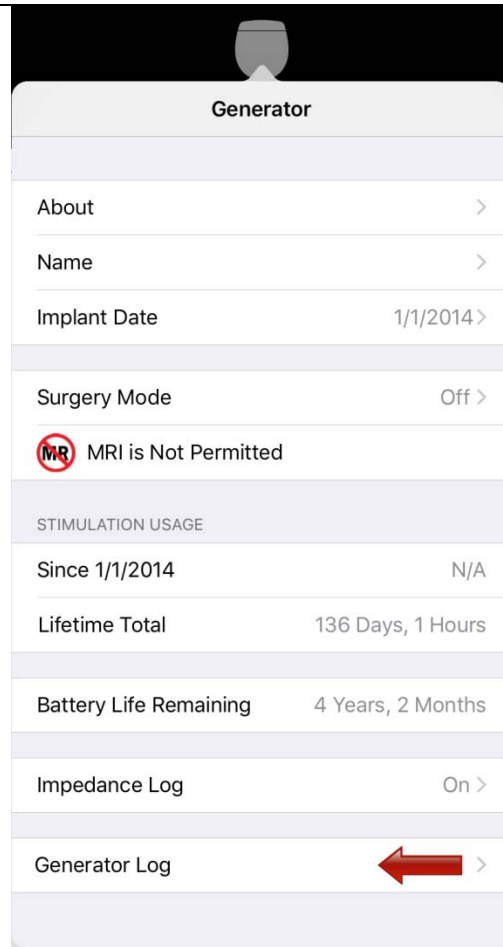 Generator
About
Name
Implant Date 1/1/2014
Surgery Mode Off
MR MRI is Not Permitted
STIMULATION USAGE
Since 1/1/2014 N/A
Lifetime Total 136 Days, 1 Hours
Battery Life Remaining 4 Years, 2 Months
Impedance Log On
Generator Log